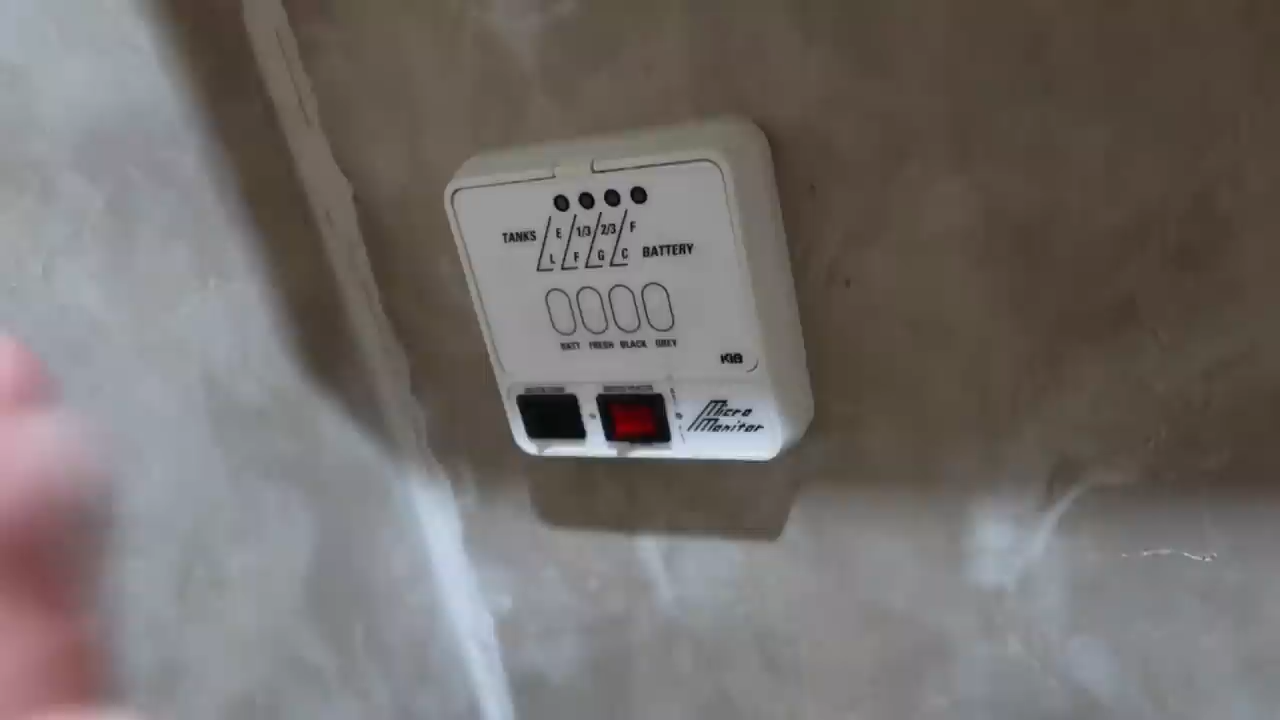 TANKS E 1/3 2/3 F
L F G C BATTERY
BATT FRESH BLACK GREY
KIB
Micro
Monitor